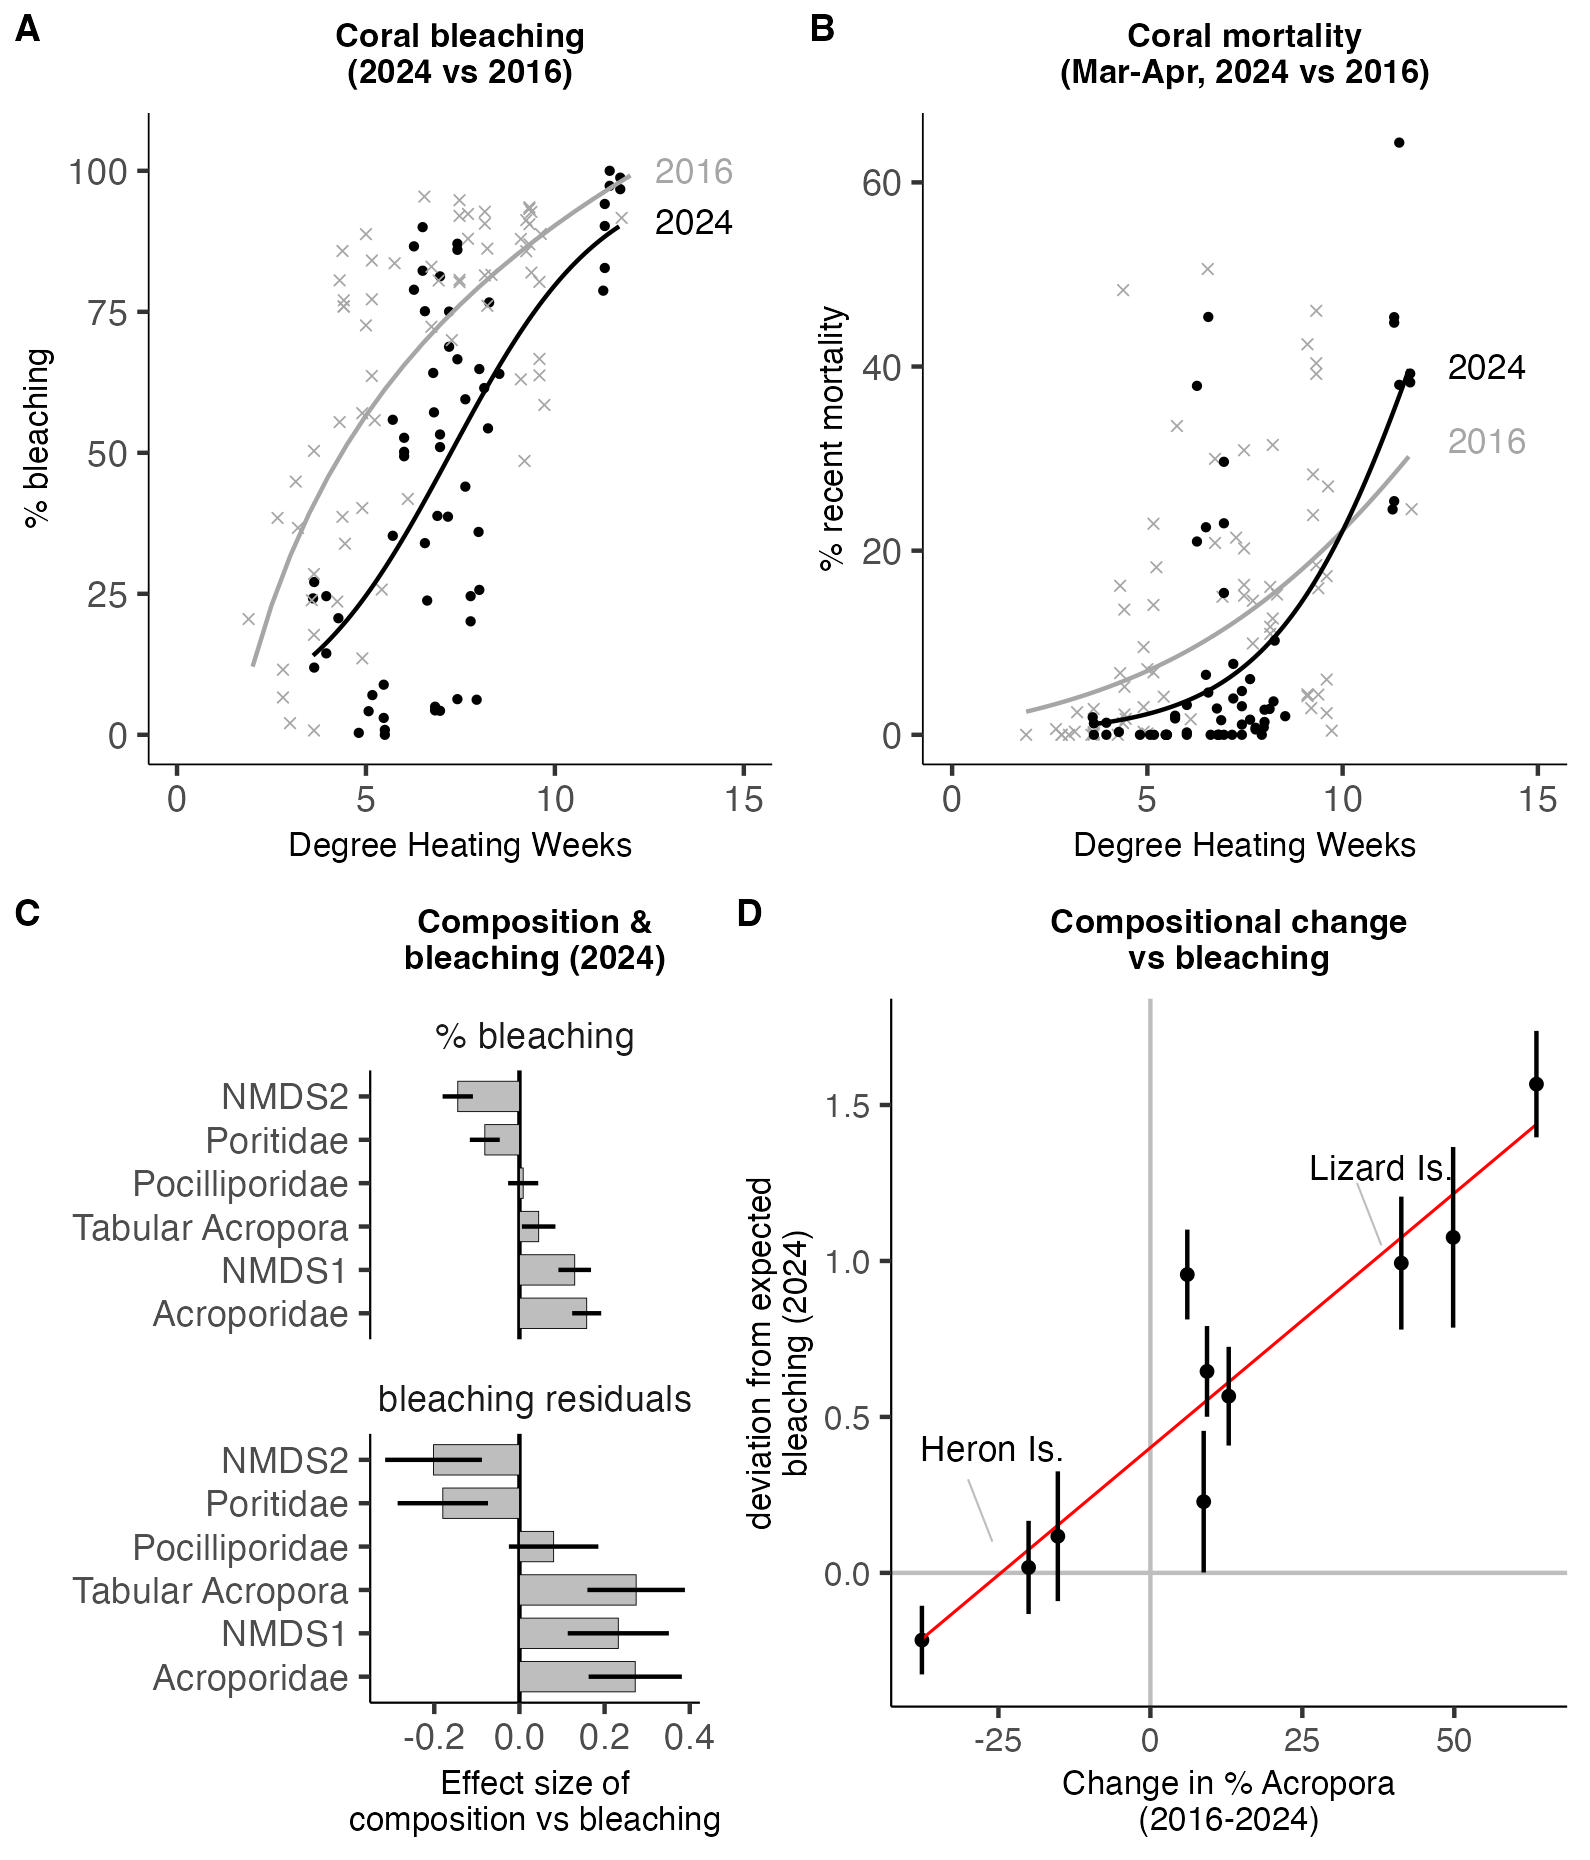 A
Coral bleaching
(2024 vs 2016)
% bleaching
100
75
50
25
0
2016
2024
0 5 10 15
Degree Heating Weeks
B
Coral mortality
(Mar-Apr, 2024 vs 2016)
% recent mortality
60
40
20
0
2024
2016
0 5 10 15
Degree Heating Weeks
C
Composition &
bleaching (2024)
% bleaching
NMDS2
Poritidae
Pocilliporidae
Tabular Acropora
NMDS1
Acroporidae
bleaching residuals
NMDS2
Poritidae
Pocilliporidae
Tabular Acropora
NMDS1
Acroporidae
-0.2 0.0 0.2 0.4
Effect size of
composition vs bleaching
D
Compositional change
vs bleaching
deviation from expected
bleaching (2024)
1.5
1.0
0.5
0.0
Lizard Is.
Heron Is.
-25 0 25 50
Change in % Acropora
(2016-2024)